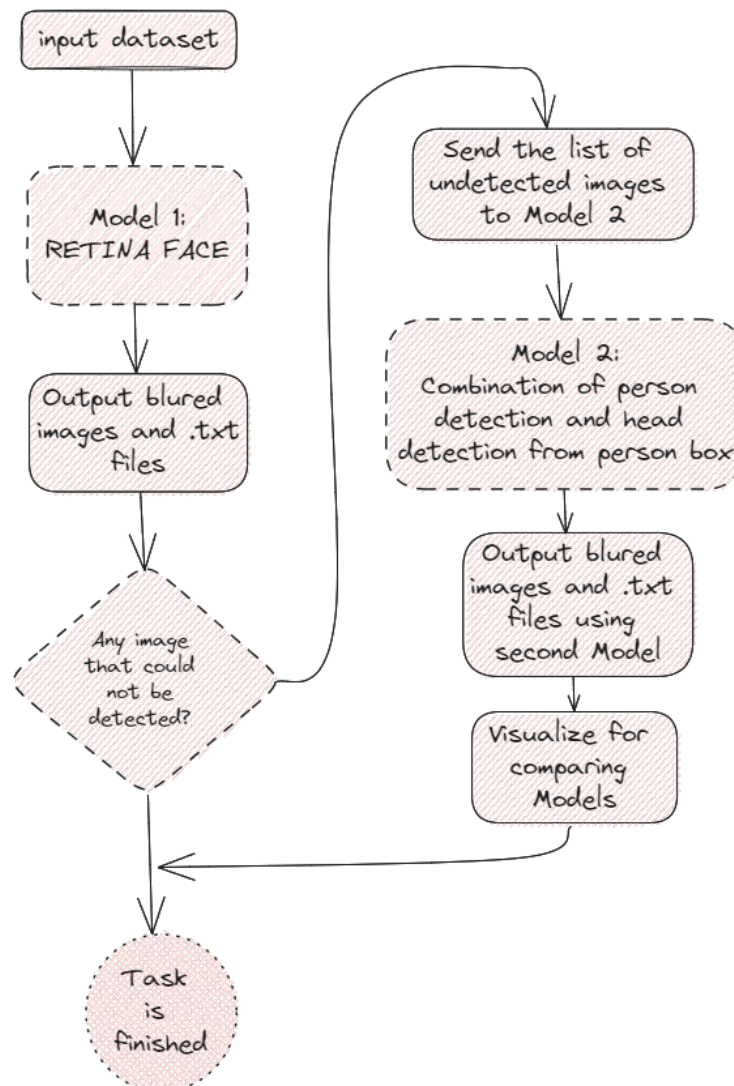 input dataset
Model 1:
RETINA FACE
Output blured
images and .txt
files
Any image
that could
not be
detected?
Send the list of
undetected images
to Model 2
Model 2:
Combination of person
detection and head
detection from person box
Output blured
images and .txt
files using
second Model
Visualize for
comparing
Models
Task
is
finished